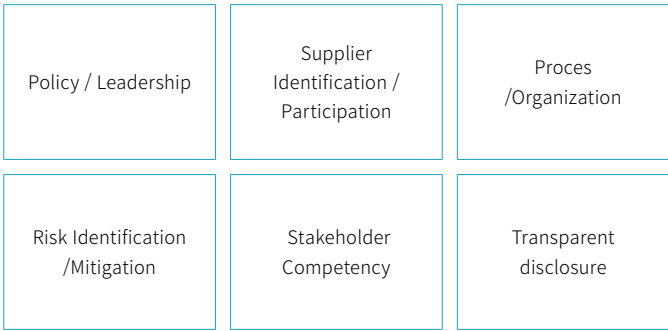 Policy / Leadership
Supplier
Identification /
Participation
Proces
/Organization
Risk Identification
/Mitigation
Stakeholder
Competency
Transparent
disclosure